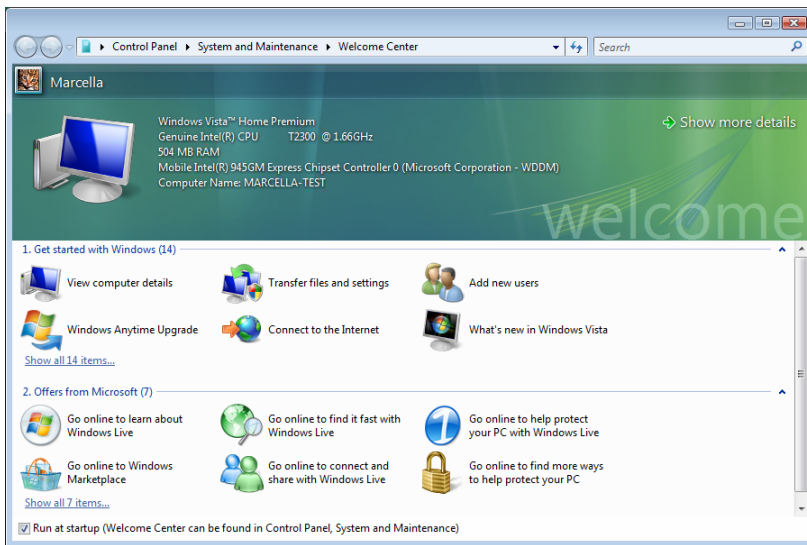 Control Panel ▸ System and Maintenance ▸ Welcome Center
Search
Marcella
Windows Vista™ Home Premium
Genuine Intel(R) CPU T2300 @ 1.66GHz
504 MB RAM
Mobile Intel(R) 945GM Express Chipset Controller 0 (Microsoft Corporation - WDDM)
Computer Name: MARCELLA-TEST
Show more details
welcome
1. Get started with Windows (14)
View computer details
Transfer files and settings
Add new users
Windows Anytime Upgrade
Connect to the Internet
What's new in Windows Vista
Show all 14 items...
2. Offers from Microsoft (7)
Go online to learn about
Windows Live
Go online to find it fast with
Windows Live
Go online to help protect
your PC with Windows Live
Go online to Windows
Marketplace
Go online to connect and
share with Windows Live
Go online to find more ways
to help protect your PC
Show all 7 items...
Run at startup (Welcome Center can be found in Control Panel, System and Maintenance)